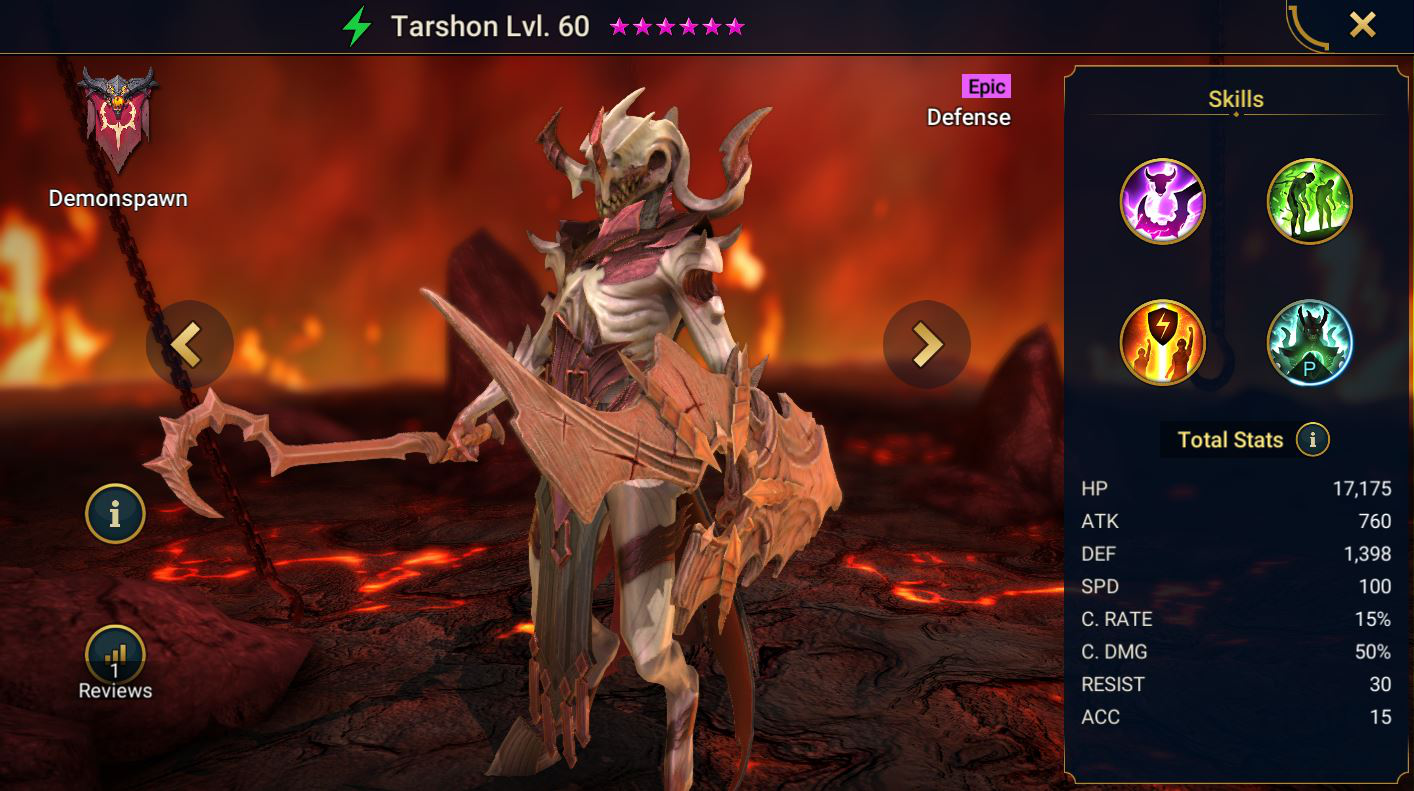 Tarshon Lvl. 60
Epic
Defense
Demonspawn
1
Reviews
Skills
P
Total Stats
HP 17,175
ATK 760
DEF 1,398
SPD 100
C. RATE 15%
C. DMG 50%
RESIST 30
ACC 15